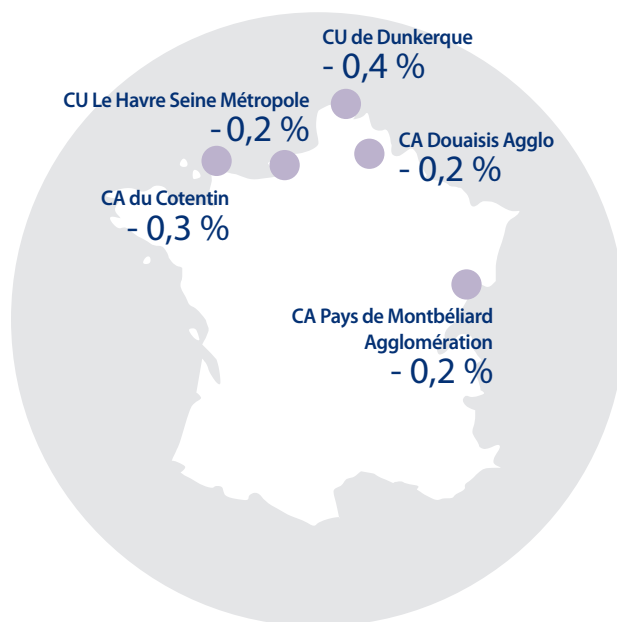 CU de Dunkerque
- 0,4 %
CU Le Havre Seine Métropole
- 0,2 %
CA Douaisis Agglo
- 0,2 %
CA du Cotentin
- 0,3 %
CA Pays de Montbéliard
Agglomération
- 0,2 %